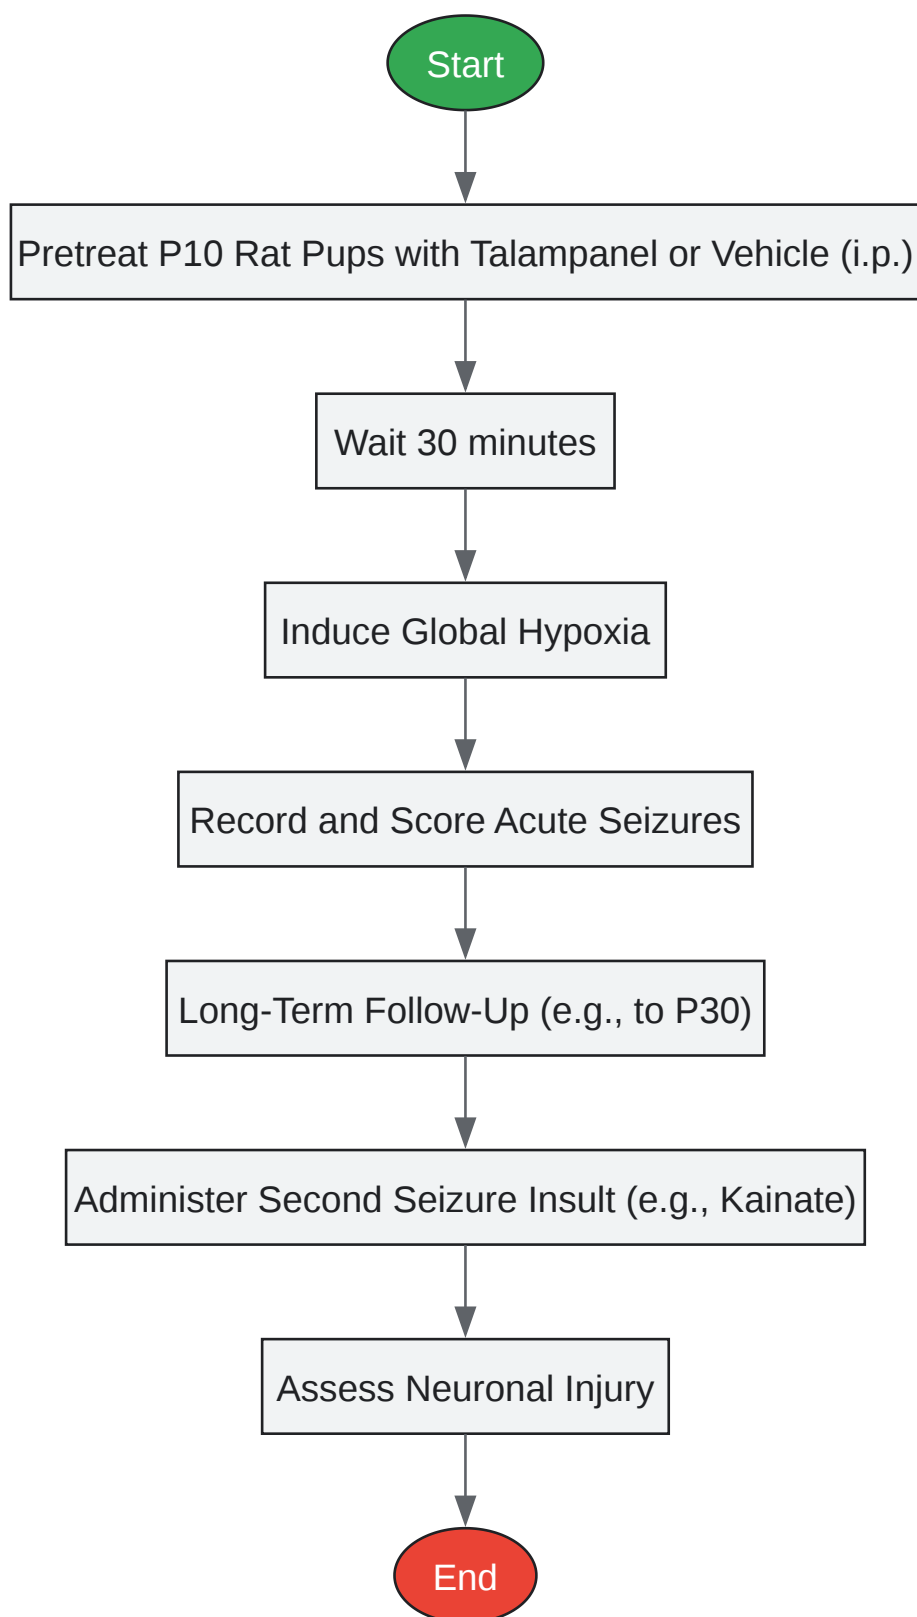 Start
Pretreat P10 Rat Pups with Talampanel or Vehicle (i.p.)
Wait 30 minutes
Induce Global Hypoxia
Record and Score Acute Seizures
Long-Term Follow-Up (e.g., to P30)
Administer Second Seizure Insult (e.g., Kainate)
Assess Neuronal Injury
End